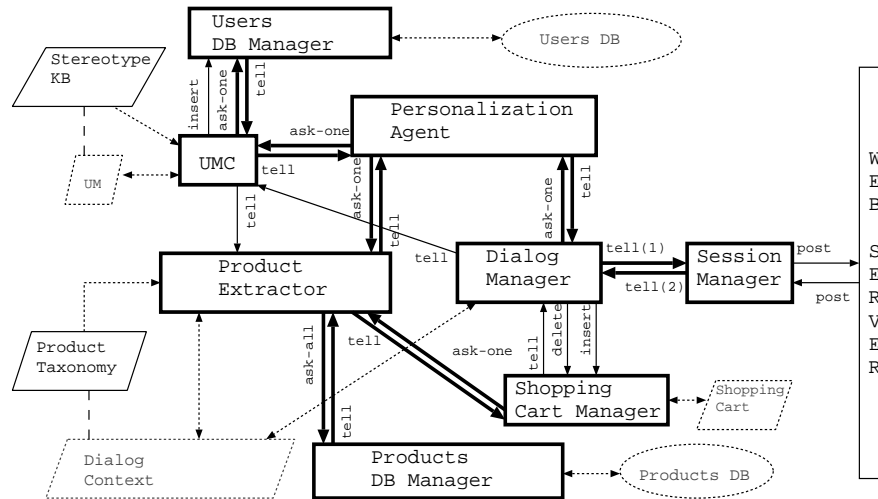 Users
DB Manager
Users DB
Stereotype
KB
insert
ask-one
tell
Personalization
Agent
ask-one
UMC
tell
UM
ask-one
tell
ask-one
tell
tell
tell
Product
Extractor
Dialog
Manager
tell(1)
tell(2)
Session
Manager
post
post
W
E
B
S
E
R
V
E
R
Product
Taxonomy
ask-all
tell
tell
ask-one
tell
delete
insert
Shopping
Cart Manager
Shopping
Cart
Dialog
Context
Products
DB Manager
Products DB